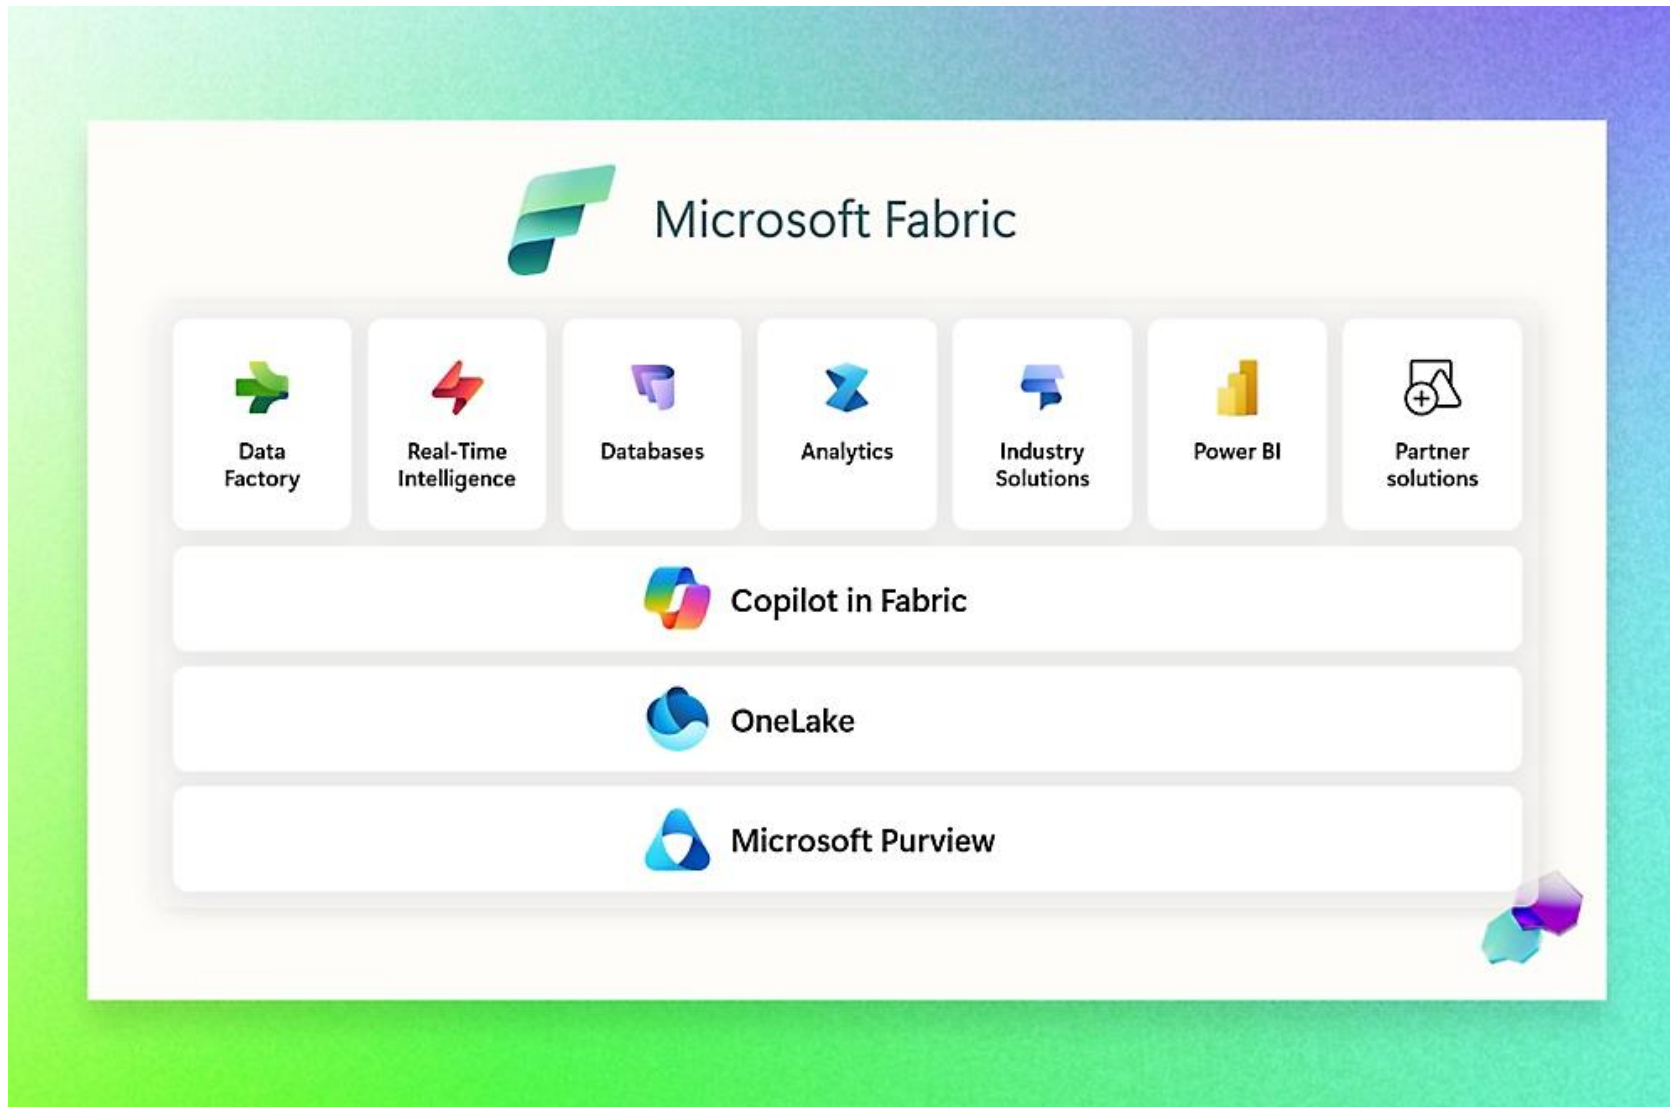 Microsoft Fabric
Data
Factory
Real-Time
Intelligence
Databases
Analytics
Industry
Solutions
Power BI
Partner
solutions
Copilot in Fabric
OneLake
Microsoft Purview